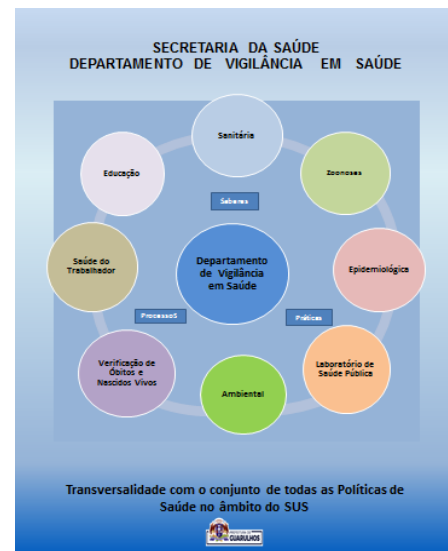 SECRETARIA DA SAÚDE
DEPARTAMENTO DE VIGILÂNCIA EM SAÚDE
Sanitária
Educação
Zoonoses
Saberes
Saúde do
Trabalhador
Departamento
de Vigilância
em Saúde
Epidemiológica
ProcessoS
Práticas
Verificação de
Óbitos e
Nascidos Vivos
Laboratório de
Saúde Pública
Ambiental
Transversalidade com o conjunto de todas as Políticas de
Saúde no âmbito do SUS
PREFEITURA DE
GUARULHOS